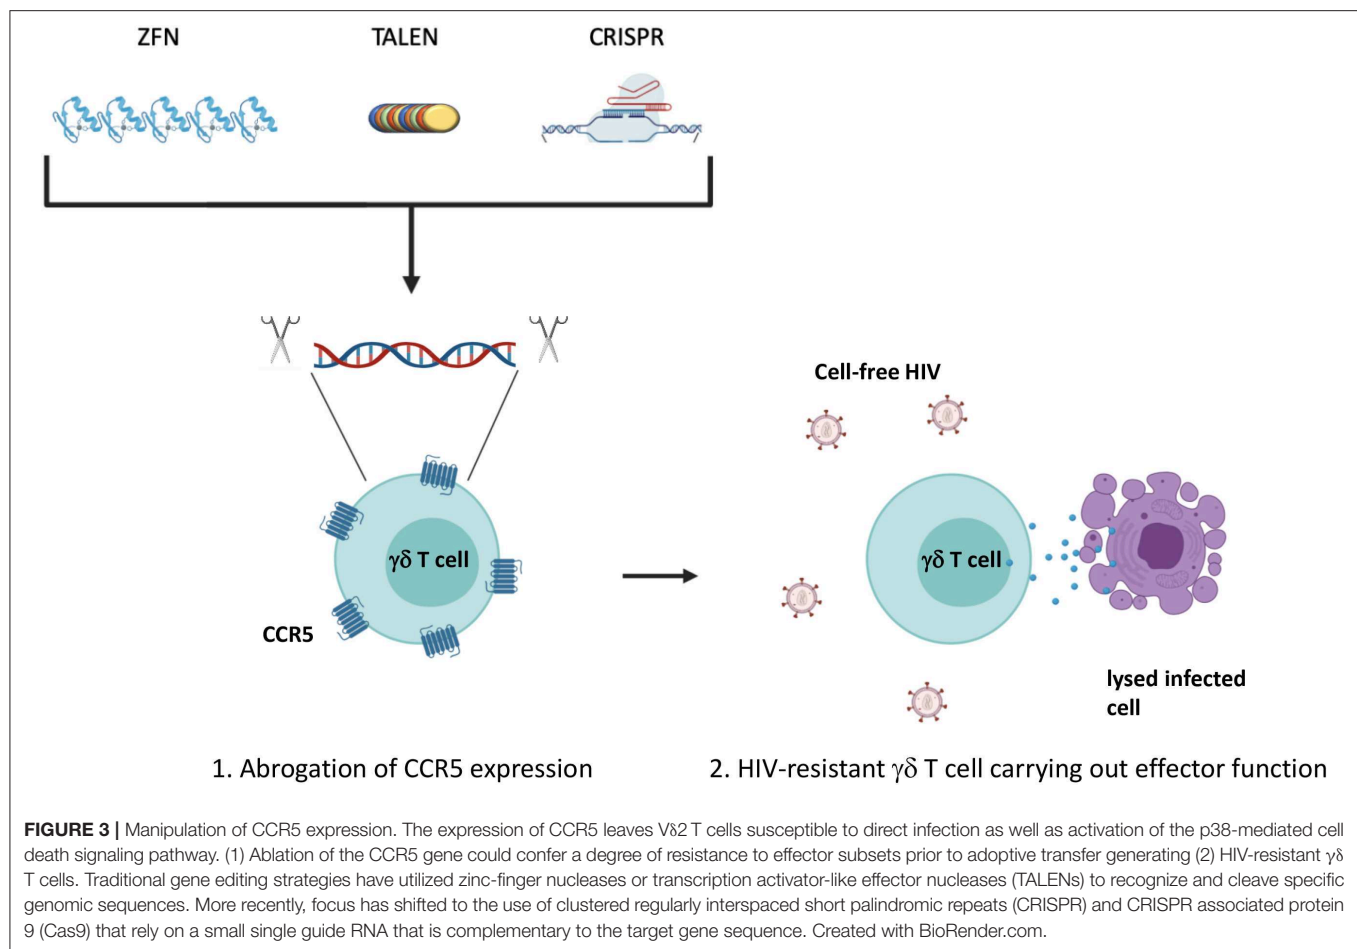 ZFN
TALEN
CRISPR
Cell-free HIV
γδ T cell
γδ T cell
CCR5
lysed infected
cell
1. Abrogation of CCR5 expression
2. HIV-resistant γδ T cell carrying out effector function
FIGURE 3 | Manipulation of CCR5 expression. The expression of CCR5 leaves Vδ2 T cells susceptible to direct infection as well as activation of the p38-mediated cell
death signaling pathway. (1) Ablation of the CCR5 gene could confer a degree of resistance to effector subsets prior to adoptive transfer generating (2) HIV-resistant γδ
T cells. Traditional gene editing strategies have utilized zinc-finger nucleases or transcription activator-like effector nucleases (TALENs) to recognize and cleave specific
genomic sequences. More recently, focus has shifted to the use of clustered regularly interspaced short palindromic repeats (CRISPR) and CRISPR associated protein
9 (Cas9) that rely on a small single guide RNA that is complementary to the target gene sequence. Created with BioRender.com.